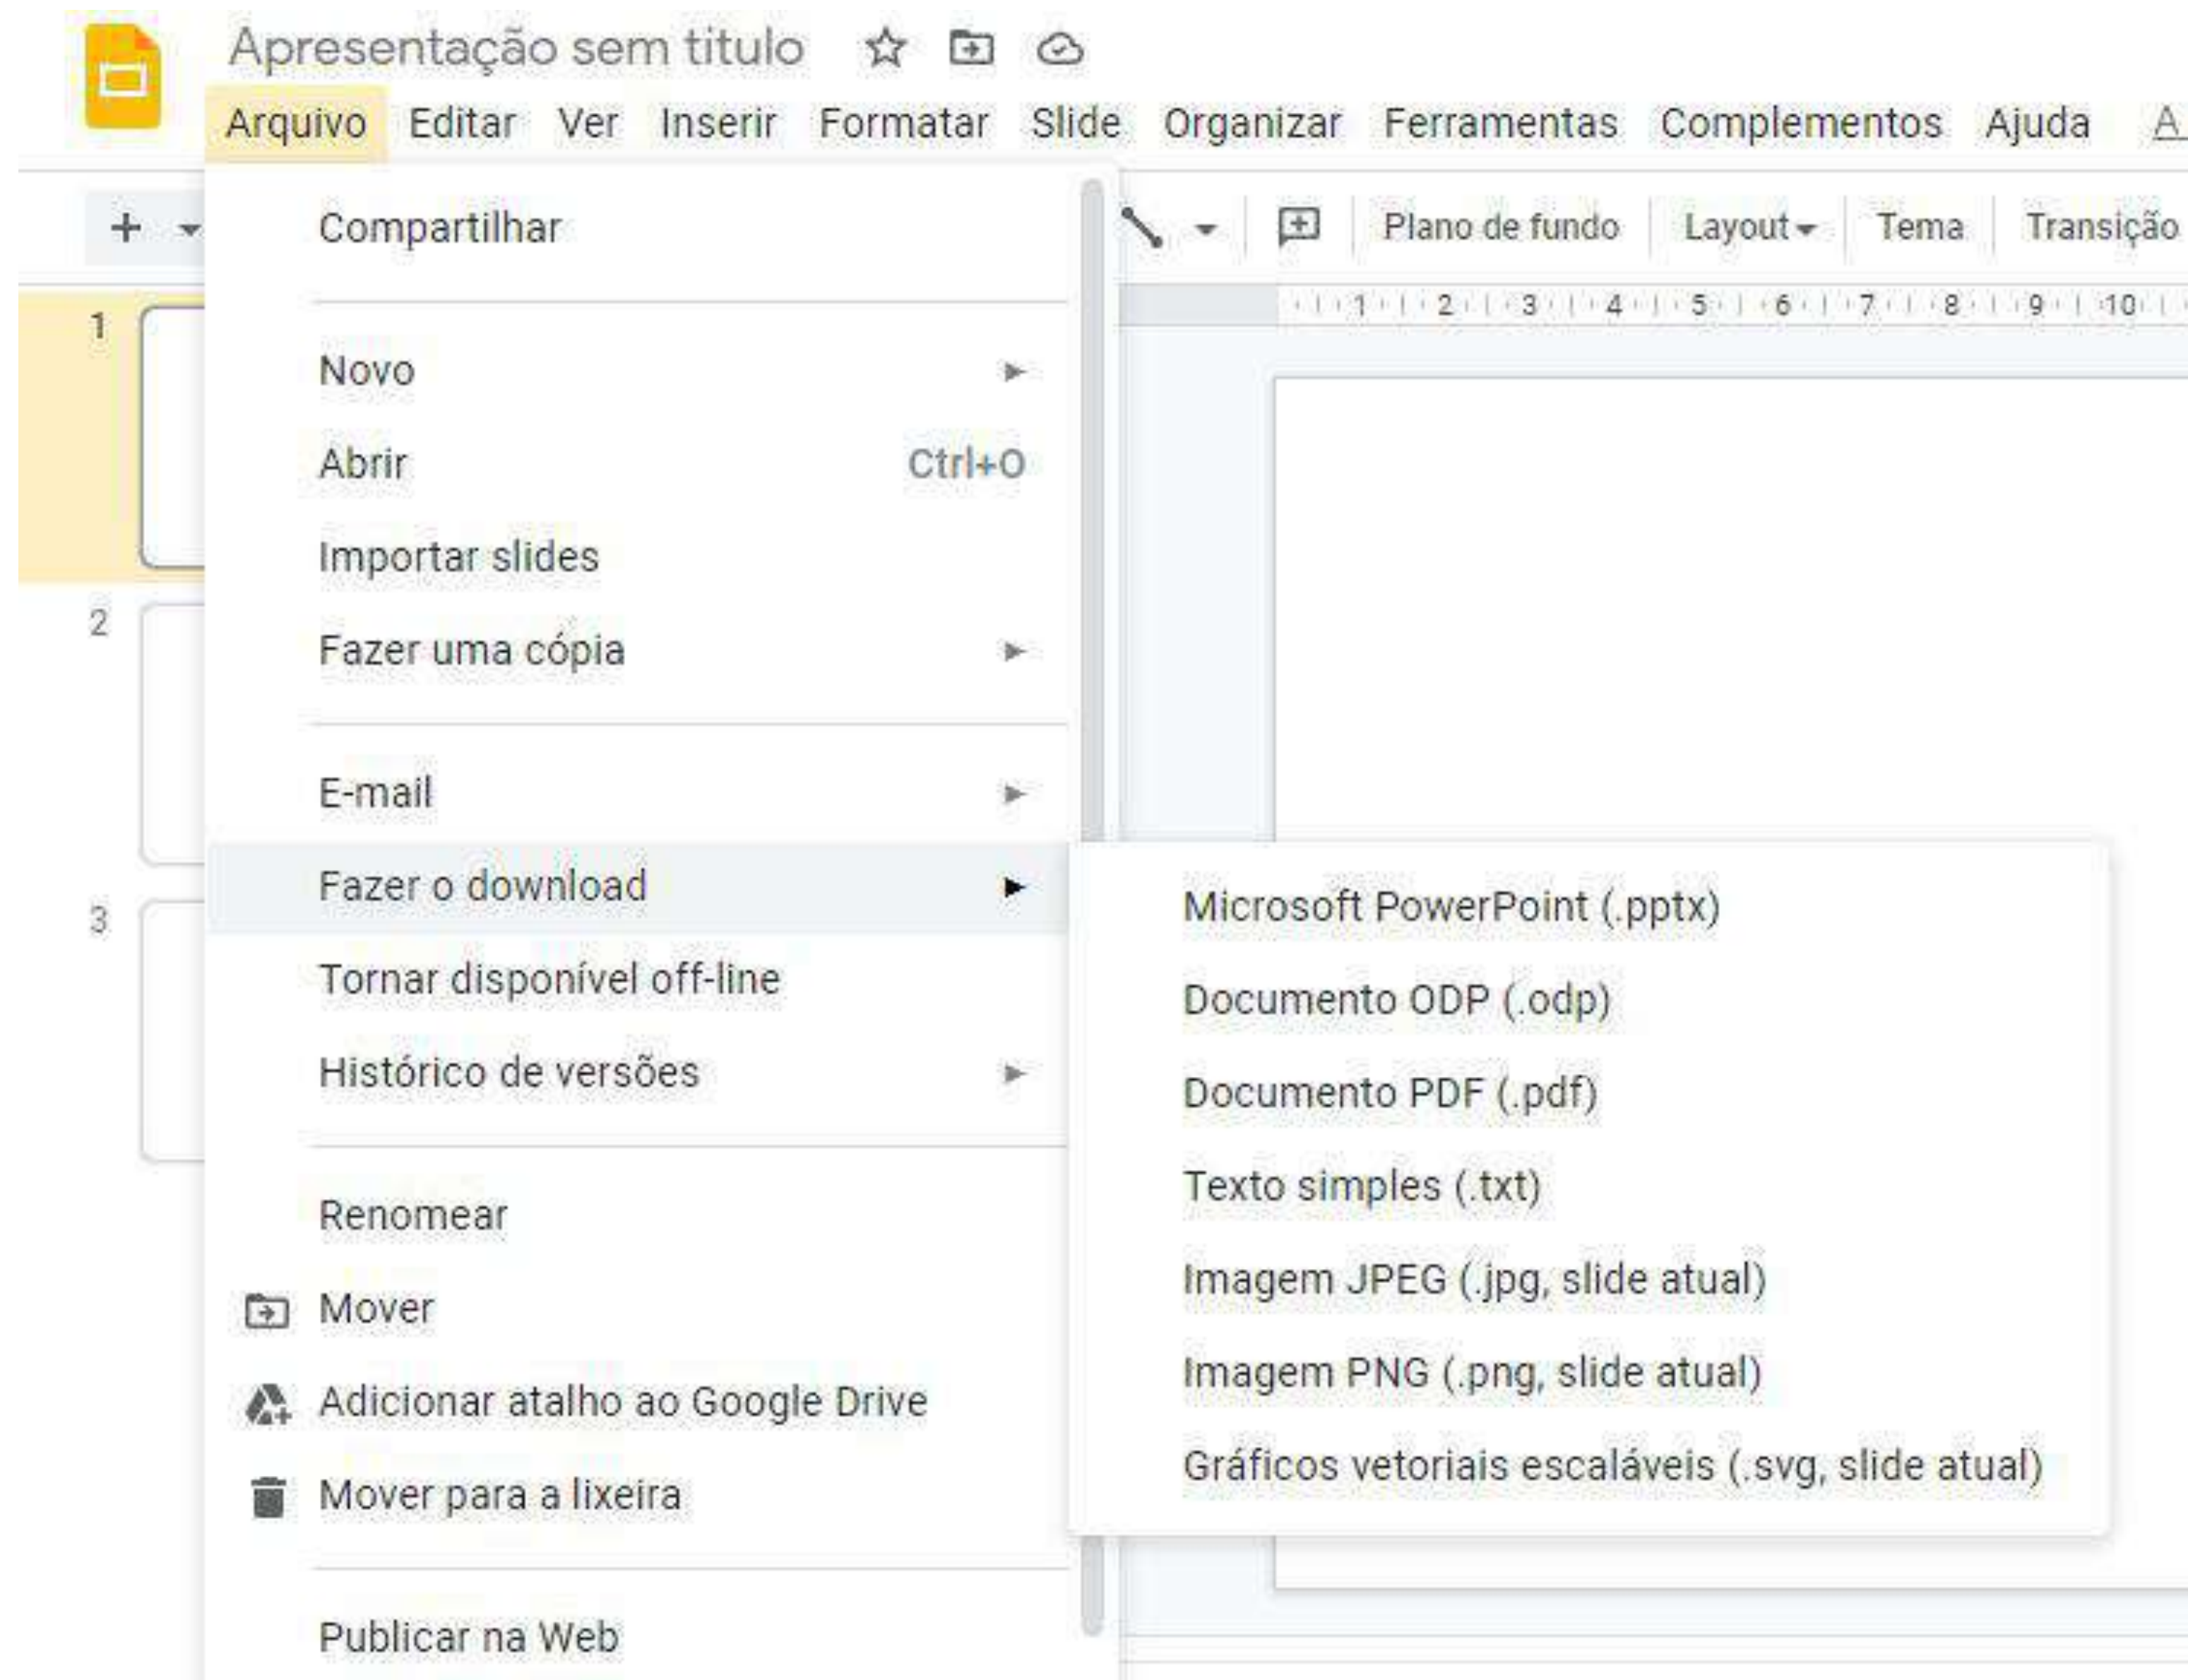 Apresentação sem titulo
Arquivo Editar Ver Inserir Formatar Slide Organizar Ferramentas Complementos Ajuda A
Plano de fundo Layout Tema Transição
1 2 3 4 5 6 7 8 9 10
Compartilhar
Novo
Abrir Ctrl+O
Importar slides
Fazer uma cópia
E-mail
Fazer o download
Tornar disponível off-line
Histórico de versões
Renomear
Mover
Adicionar atalho ao Google Drive
Mover para a lixeira
Publicar na Web
Microsoft PowerPoint (.pptx)
Documento ODP (.odp)
Documento PDF (.pdf)
Texto simples (.txt)
Imagem JPEG (.jpg, slide atual)
Imagem PNG (.png, slide atual)
Gráficos vetoriais escaláveis (.svg, slide atual)
1
2
3